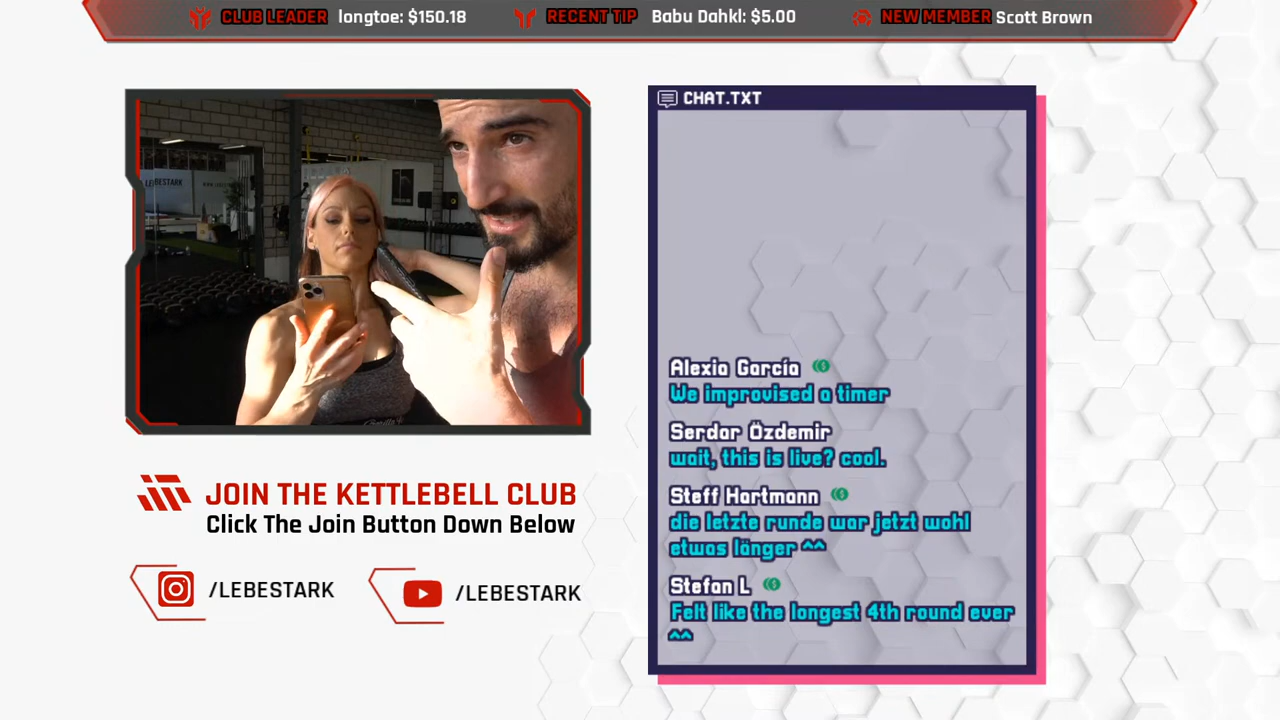 CLUB LEADER longtoe: $150.18 RECENT TIP Babu Dahkl: $5.00 NEW MEMBER Scott Brown
CHAT.TXT
LEBESTARK
Alexia García
We improvised a timer
Serdar Özdemir
wait, this is live? cool.
Steff Hartmann
die letzte runde war jetzt wohl
etwas länger ^^
Stefan L
Felt like the longest 4th round ever
^^
JOIN THE KETTLEBELL CLUB
Click The Join Button Down Below
/LEBESTARK /LEBESTARK